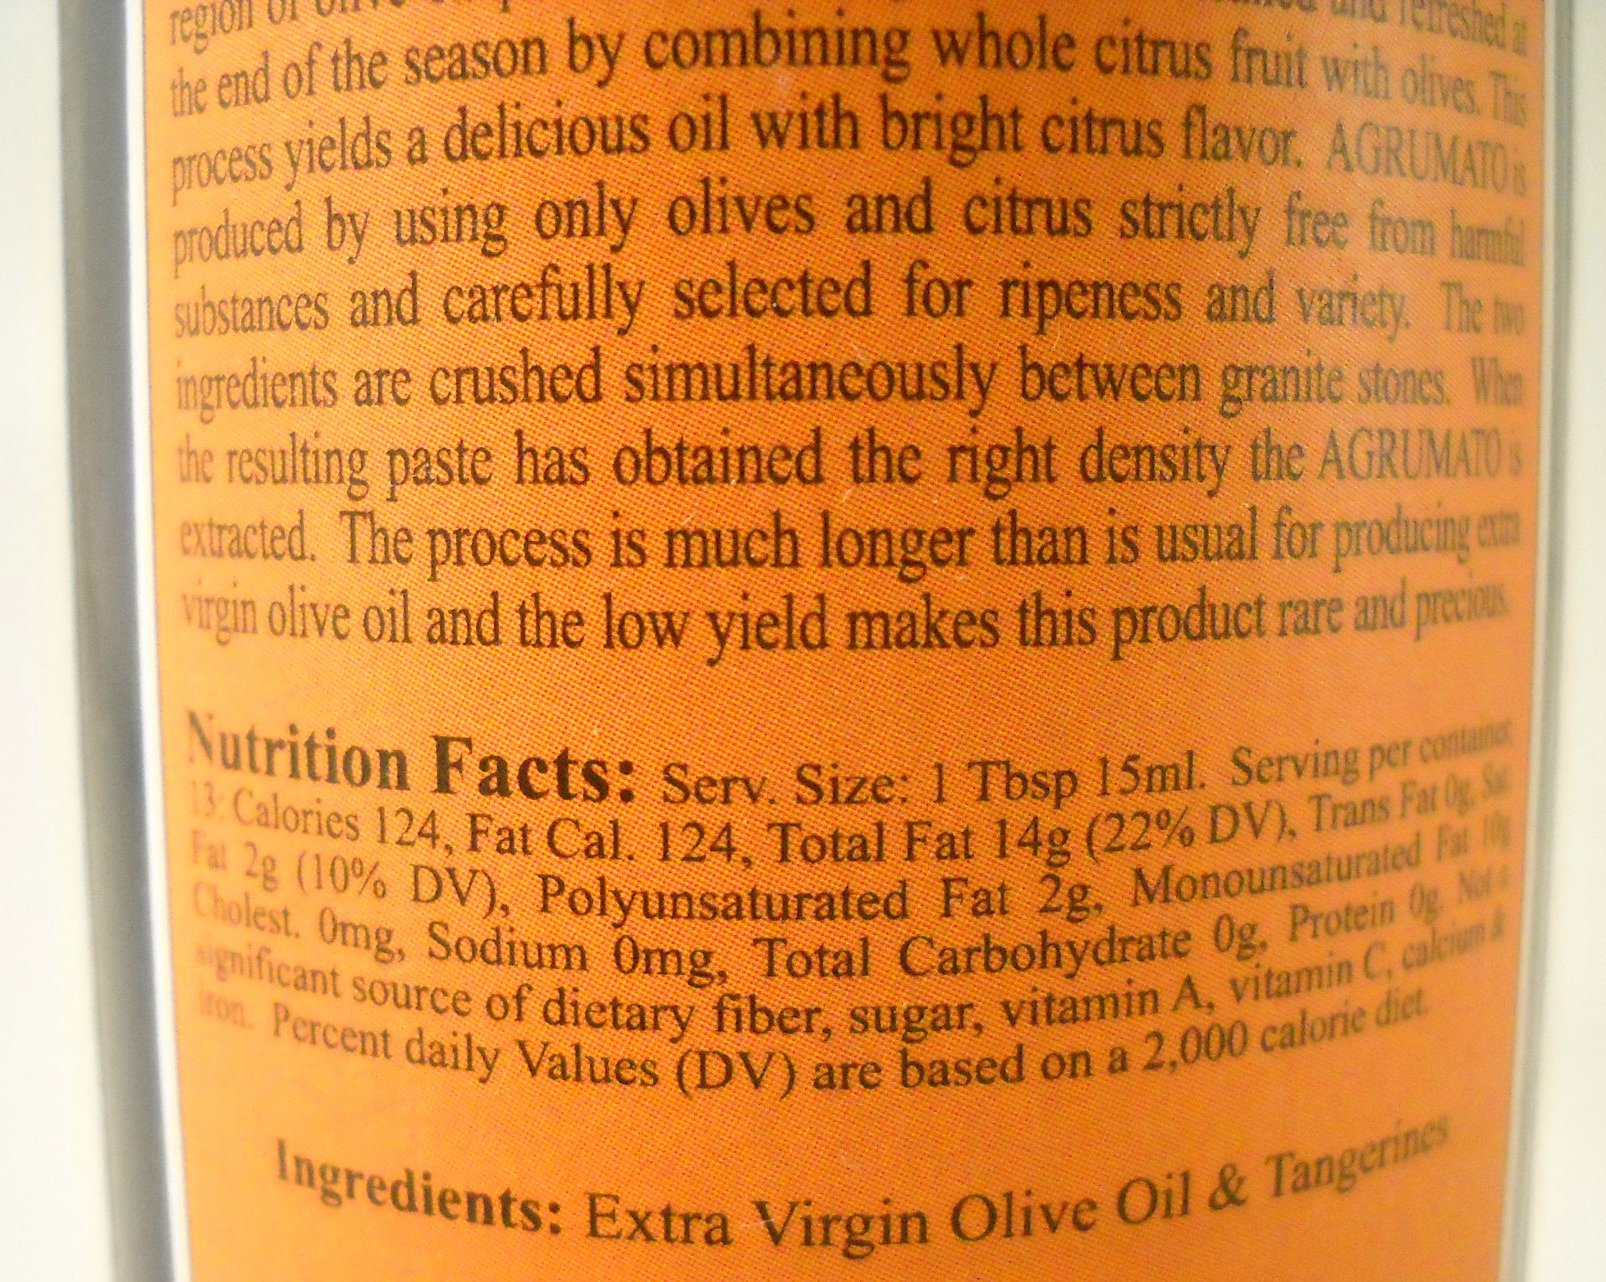 region of
the end of the season by combining whole citrus fruit with olives. This
process yields a delicious oil with bright citrus flavor. AGRUMATO is
produced by using only olives and citrus strictly free from harmful
substances and carefully selected for ripeness and variety. The two
ingredients are crushed simultaneously between granite stones. When
the resulting paste has obtained the right density the AGRUMATO is
extracted. The process is much longer than is usual for producing extra
virgin olive oil and the low yield makes this product rare and precious.
Nutrition Facts: Serv. Size: 1 Tbsp 15ml. Serving per container,
13: Calories 124, Fat Cal. 124, Total Fat 14g (22% DV), Trans Fat 0g, Sat.
Fat 2g (10% DV), Polyunsaturated Fat 2g, Monounsaturated Fat 10g
Cholest. 0mg, Sodium 0mg, Total Carbohydrate 0g, Protein 0g, Not a
significant source of dietary fiber, sugar, vitamin A, vitamin C, calcium &
iron. Percent daily Values (DV) are based on a 2,000 calorie diet.
Ingredients: Extra Virgin Olive Oil & Tangerines